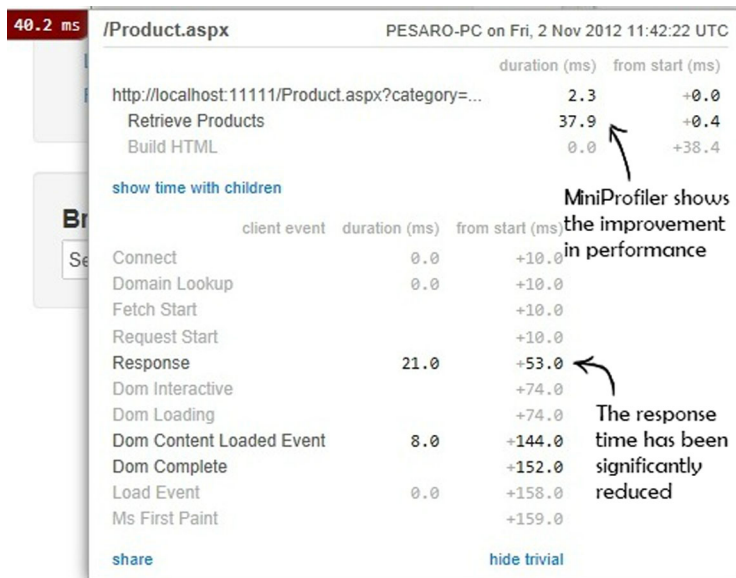 40.2 ms
/Product.aspx PESARO-PC on Fri, 2 Nov 2012 11:42:22 UTC
duration (ms) from start (ms)
http://localhost:11111/Product.aspx?category=... 2.3 +0.0
Retrieve Products 37.9 +0.4
Build HTML 0.0 +38.4
show time with children
MiniProfiler shows
the improvement
in performance
Br
Se
client event duration (ms) from start (ms)
Connect 0.0 +10.0
Domain Lookup 0.0 +10.0
Fetch Start +10.0
Request Start +10.0
Response 21.0 +53.0
Dom Interactive +74.0
Dom Loading +74.0
Dom Content Loaded Event 8.0 +144.0
Dom Complete +152.0
Load Event 0.0 +158.0
Ms First Paint +159.0
The response
time has been
significantly
reduced
share hide trivial